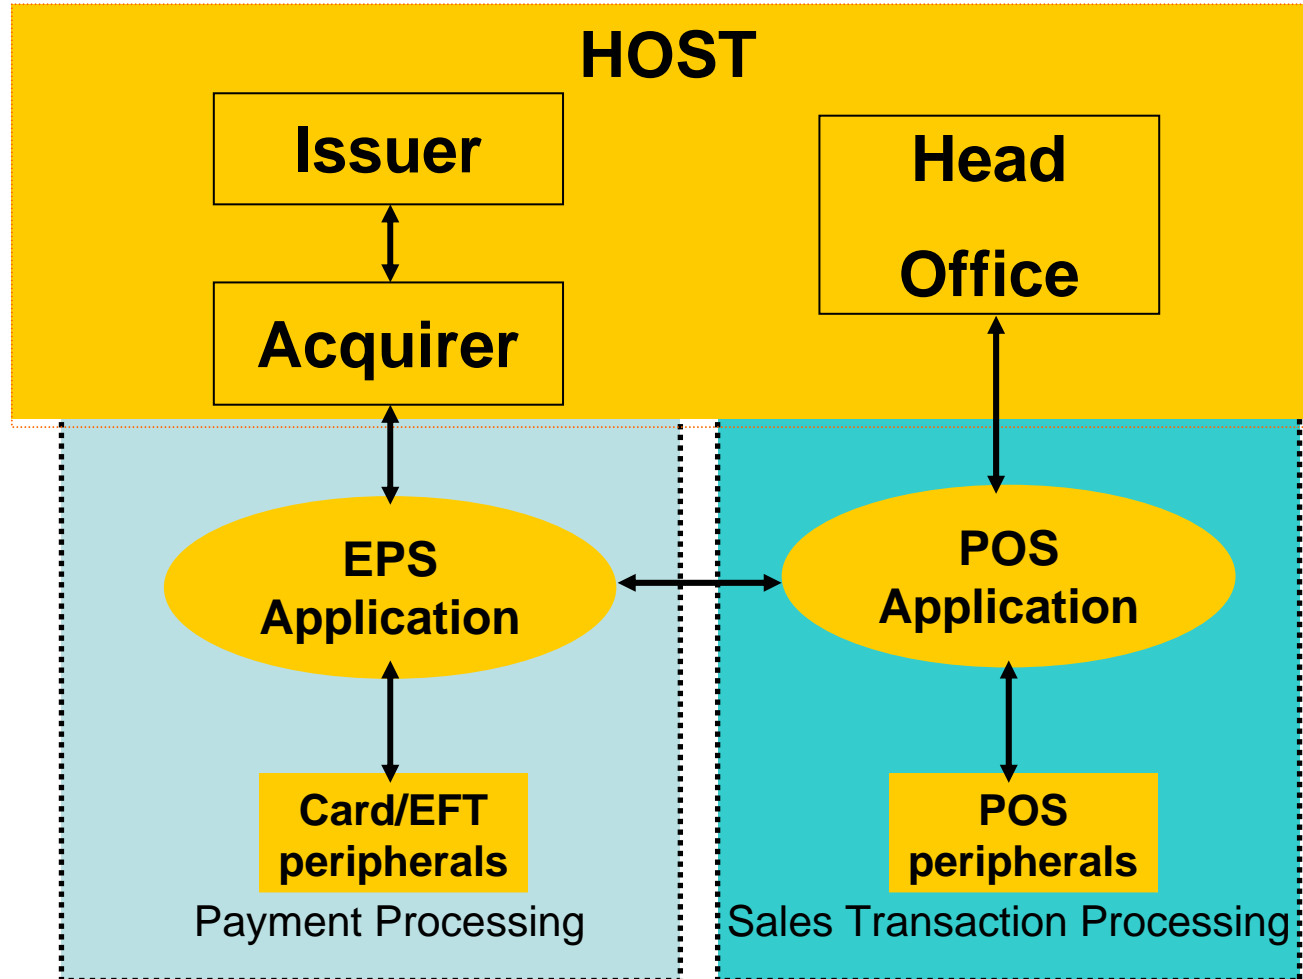 HOST
Issuer
Head
Office
Acquirer
EPS
Application
POS
Application
Card/EFT
peripherals
POS
peripherals
Payment Processing
Sales Transaction Processing